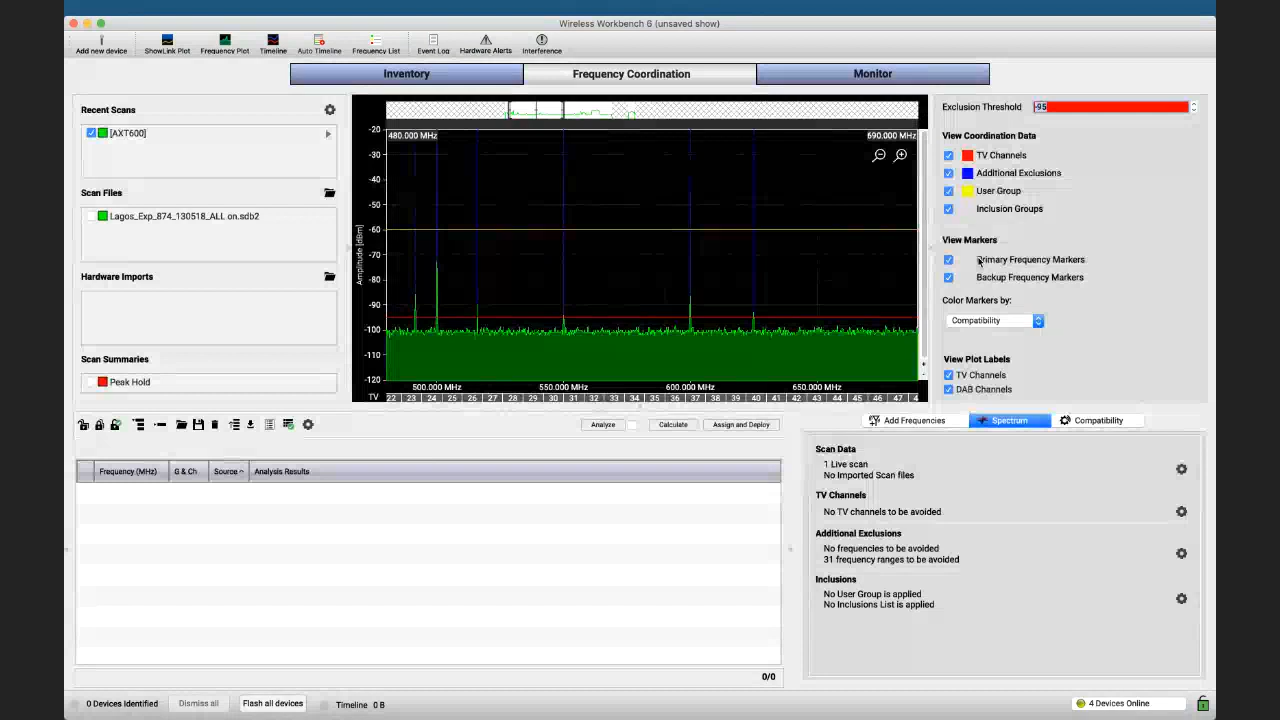 Wireless Workbench 6 (unsaved show)
Add new device ShowLink Plot Frequency Plot Timeline Auto Timeline Frequency List Event Log Hardware Alerts Interference
Inventory Frequency Coordination Monitor
Recent Scans
[AXT600]
Scan Files
Lagos_Exp_874_130518_ALL on.sdb2
Hardware Imports
Scan Summaries
Peak Hold
480.000 MHz 690.000 MHz
Amplitude [dBm]
-20
-30
-40
-50
-60
-70
-80
-90
-100
-110
-120
500.000 MHz 550.000 MHz 600.000 MHz 650.000 MHz
TV 22 23 24 25 26 27 28 29 30 31 32 33 34 35 36 37 38 39 40 41 42 43 44 45 46 47 4
Exclusion Threshold -95
View Coordination Data
TV Channels
Additional Exclusions
User Group
Inclusion Groups
View Markers
Primary Frequency Markers
Backup Frequency Markers
Color Markers by:
Compatibility
View Plot Labels
TV Channels
DAB Channels
Analyze Calculate Assign and Deploy
Frequency (MHz) G & Ch Source Analysis Results
0/0
Add Frequencies Spectrum Compatibility
Scan Data
1 Live scan
No Imported Scan files
TV Channels
No TV channels to be avoided
Additional Exclusions
No frequencies to be avoided
31 frequency ranges to be avoided
Inclusions
No User Group is applied
No Inclusions List is applied
0 Devices Identified Dismiss all Flash all devices Timeline 0 B 4 Devices Online